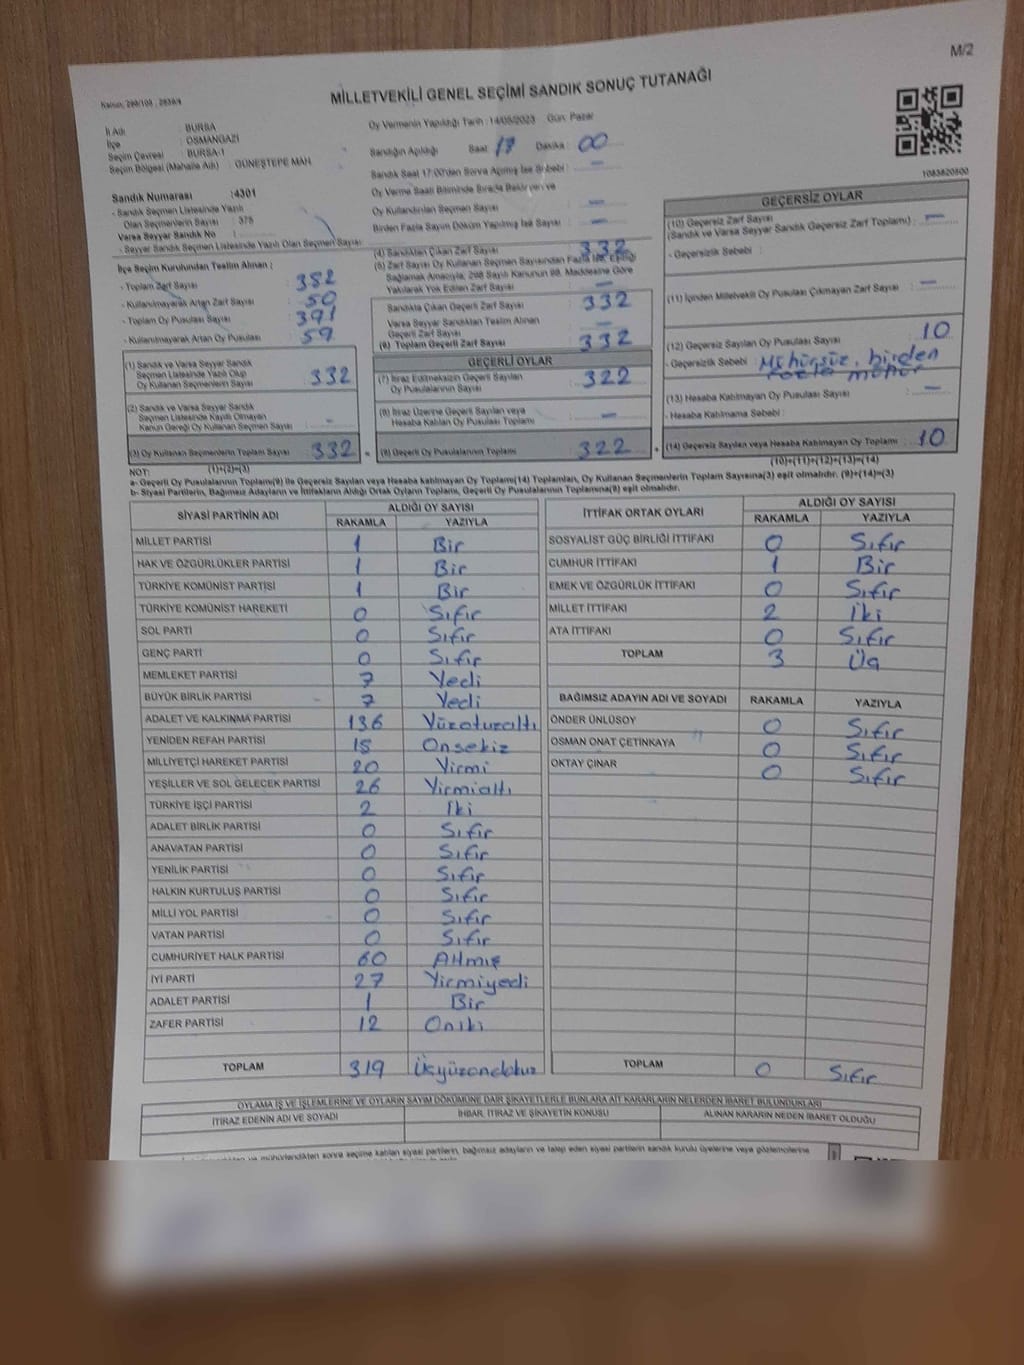 M/2
MİLLETVEKİLİ GENEL SEÇİMİ SANDIK SONUÇ TUTANAĞI
Kanun, 298/105 , 2839/4
İl Adı : BURSA
İlçe : OSMANGAZİ
Seçim Çevresi : BURSA-1
Seçim Bölgesi (Mahalle Adı) : GÜNEŞTEPE MAH
Sandık Numarası :4301
- Sandık Seçmen Listesinde Yazılı
Olan Seçmenlerin Sayısı : 375
Varsa Seyyar Sandık No :
- Seyyar Sandık Seçmen Listesinde Yazılı Olan Seçmen Sayısı
İlçe Seçim Kurulundan Teslim Alınan ;
- Toplam Zarf Sayısı : 382
- Kullanılmayarak Artan Zarf Sayısı : 50
- Toplam Oy Pusulası Sayısı : 391
- Kullanılmayarak Artan Oy Pusulası : 59
(1) Sandık ve Varsa Seyyar Sandık
Seçmen Listesinde Yazılı Olup
Oy Kullanan Seçmenlerin Sayısı : 332
(2) Sandık ve Varsa Seyyar Sandık
Seçmen Listesinde Kayıtlı Olmayan
Kanun Gereği Oy Kullanan Seçmen Sayısı : -
(3) Oy Kullanan Seçmenlerin Toplam Sayısı : 332
(1)+(2)=(3)
Oy Vermenin Yapıldığı Tarih :14/05/2023 Gün: Pazar
Sandığın Açıldığı Saat 17 Dakika : 00
Sandık Saat 17:00'den Sonra Açılmış İse Sebebi : -
Oy Verme Saati Bitiminde Sırada Bekleyen ve
Oy Kullandırılan Seçmen Sayısı : -
Birden Fazla Sayım Döküm Yapılmış İse Sayısı : -
(4) Sandıktan Çıkan Zarf Sayısı : 332
(5) Zarf Sayısı Oy Kullanan Seçmen Sayısından Fazla İse, Eşitliği
Sağlamak Amacıyla, 298 Sayılı Kanunun 98. Maddesine Göre
Yakılarak Yok Edilen Zarf Sayısı : -
Sandıkta Çıkan Geçerli Zarf Sayısı : 332
Varsa Seyyar Sandıktan Teslim Alınan
Geçerli Zarf Sayısı : -
(6) Toplam Geçerli Zarf Sayısı : 332
GEÇERLİ OYLAR
(7) İtiraz Edilmeksizin Geçerli Sayılan
Oy Pusulalarının Sayısı : 322
(8) İtiraz Üzerine Geçerli Sayılan veya
Hesaba Katılan Oy Pusulası Toplamı : -
(9) Geçerli Oy Pusulalarının Toplamı : 322
1083820500
GEÇERSİZ OYLAR
(10) Geçersiz Zarf Sayısı
(Sandık ve Varsa Seyyar Sandık Geçersiz Zarf Toplamı) : -
- Geçersizlik Sebebi :
(11) İçinden Milletvekili Oy Pusulası Çıkmayan Zarf Sayısı : -
(12) Geçersiz Sayılan Oy Pusulası Sayısı : 10
- Geçersizlik Sebebi : Mühürsüz, birden
fazla mühür
(13) Hesaba Katılmayan Oy Pusulası Sayısı : -
- Hesaba Katılmama Sebebi :
(14) Geçersiz Sayılan veya Hesaba Katılmayan Oy Toplamı : 10
(10)+(11)+(12)+(13)=(14)
NOT:
a- Geçerli Oy Pusulalarının Toplamı(9) ile Geçersiz Sayılan veya Hesaba katılmayan Oy Toplamı(14) Toplamları, Oy Kullanan Seçmenlerin Toplam Sayısına(3) eşit olmalıdır. (9)+(14)=(3)
b- Siyasi Partilerin, Bağımsız Adayların ve İttifakların Aldığı Ortak Oyların Toplamı, Geçerli Oy Pusulalarının Toplamına(9) eşit olmalıdır.
SİYASİ PARTİNİN ADI ALDIĞI OY SAYISI
RAKAMLA YAZIYLA
MİLLET PARTİSİ 1 Bir
HAK VE ÖZGÜRLÜKLER PARTİSİ 1 Bir
TÜRKİYE KOMÜNİST PARTİSİ 1 Bir
TÜRKİYE KOMÜNİST HAREKETİ 0 Sıfır
SOL PARTİ 0 Sıfır
GENÇ PARTİ 0 Sıfır
MEMLEKET PARTİSİ 7 Yedi
BÜYÜK BİRLİK PARTİSİ 7 Yedi
ADALET VE KALKINMA PARTİSİ 136 Yüzotuzaltı
YENİDEN REFAH PARTİSİ 18 Onsekiz
MİLLİYETÇİ HAREKET PARTİSİ 20 Yirmi
YEŞİLLER VE SOL GELECEK PARTİSİ 26 Yirmialtı
TÜRKİYE İŞÇİ PARTİSİ 2 İki
ADALET BİRLİK PARTİSİ 0 Sıfır
ANAVATAN PARTİSİ 0 Sıfır
YENİLİK PARTİSİ 0 Sıfır
HALKIN KURTULUŞ PARTİSİ 0 Sıfır
MİLLİ YOL PARTİSİ 0 Sıfır
VATAN PARTİSİ 0 Sıfır
CUMHURİYET HALK PARTİSİ 60 Altmış
İYİ PARTİ 27 Yirmiyedi
ADALET PARTİSİ 1 Bir
ZAFER PARTİSİ 12 Oniki
TOPLAM 319 Üçyüzondokuz
İTTİFAK ORTAK OYLARI ALDIĞI OY SAYISI
RAKAMLA YAZIYLA
SOSYALİST GÜÇ BİRLİĞİ İTTİFAKI 0 Sıfır
CUMHUR İTTİFAKI 1 Bir
EMEK VE ÖZGÜRLÜK İTTİFAKI 0 Sıfır
MİLLET İTTİFAKI 2 İki
ATA İTTİFAKI 0 Sıfır
TOPLAM 3 Üç
BAĞIMSIZ ADAYIN ADI VE SOYADI RAKAMLA YAZIYLA
ÖNDER ÜNLÜSOY 0 Sıfır
OSMAN ONAT ÇETİNKAYA 0 Sıfır
OKTAY ÇINAR 0 Sıfır
TOPLAM 0 Sıfır
OYLAMA İŞ VE İŞLEMLERİNE VE OYLARIN SAYIM DÖKÜMÜNE DAİR ŞİKAYETLERLE BUNLARA AİT KARARLARIN NELERDEN İBARET BULUNDUKLARI
İTİRAZ EDENİN ADI VE SOYADI İHBAR, İTİRAZ VE ŞİKAYETİN KONUSU ALINAN KARARIN NEDEN İBARET OLDUĞU
ve mühürlendikten sonra seçime katılan siyasi partilerin, bağımsız adayların ve talep eden siyasi partilerin sandık kurulu üyelerine veya gözlemcilerine